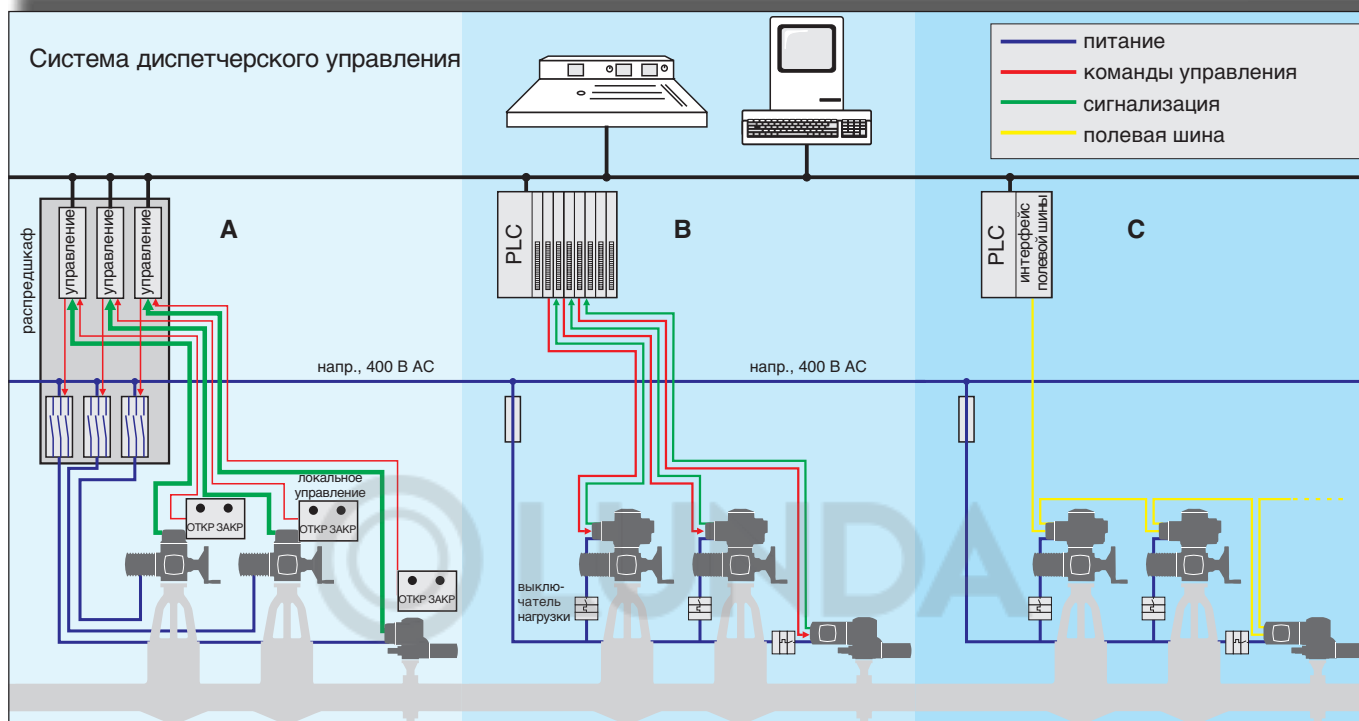 Система диспетчерского управления
питание
команды управления
сигнализация
полевая шина
распредшкаф
управление
управление
управление
A
PLC
B
PLC
интерфейс
полевой шины
C
напр., 400 В AC
напр., 400 В AC
локальное
управление
ОТКР ЗАКР
ОТКР ЗАКР
ОТКР ЗАКР
выклю-
чатель
нагрузки
LUNDA